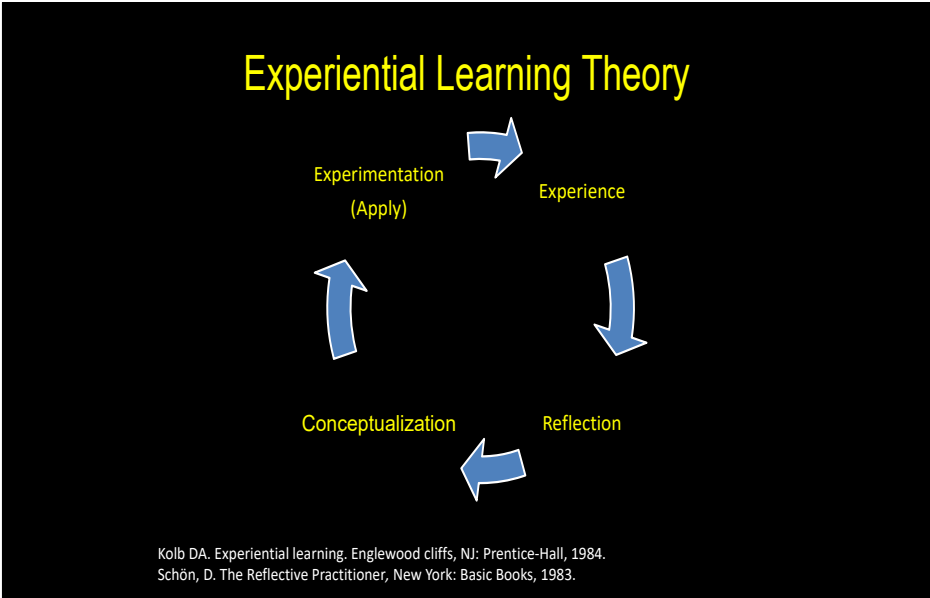 Experiential Learning Theory
Experimentation
(Apply)
Experience
Conceptualization
Reflection
Kolb DA. Experiential learning. Englewood cliffs, NJ: Prentice-Hall, 1984.
Schön, D. The Reflective Practitioner, New York: Basic Books, 1983.